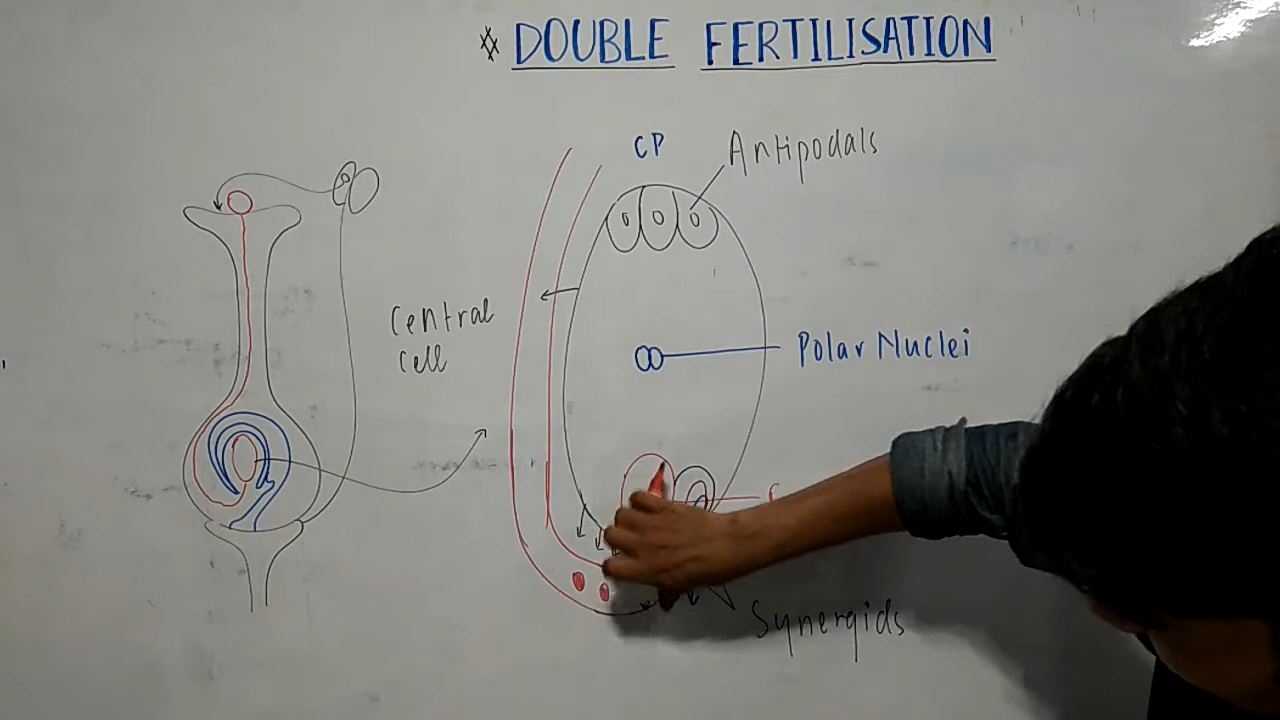 * DOUBLE FERTILISATION
CP
Antipodals
Central
cell
Polar Nuclei
Synergids